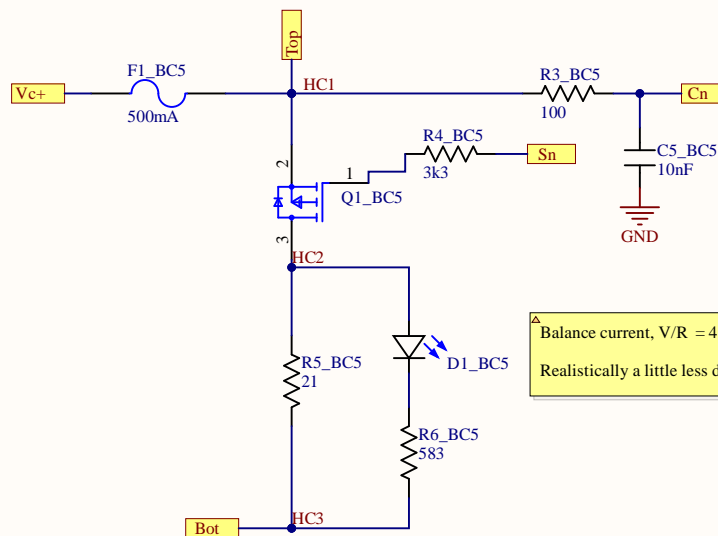 Top
F1_BC5
HC1
R3_BC5
Vc+
Cn
500mA
100
R4_BC5
C5_BC5
2
1
Sn
3k3
10nF
Q1_BC5
GND
3
HC2
Balance current, V/R = 4
R5_BC5
D1_BC5
Realistically a little less d
21
R6_BC5
583
HC3
Bot